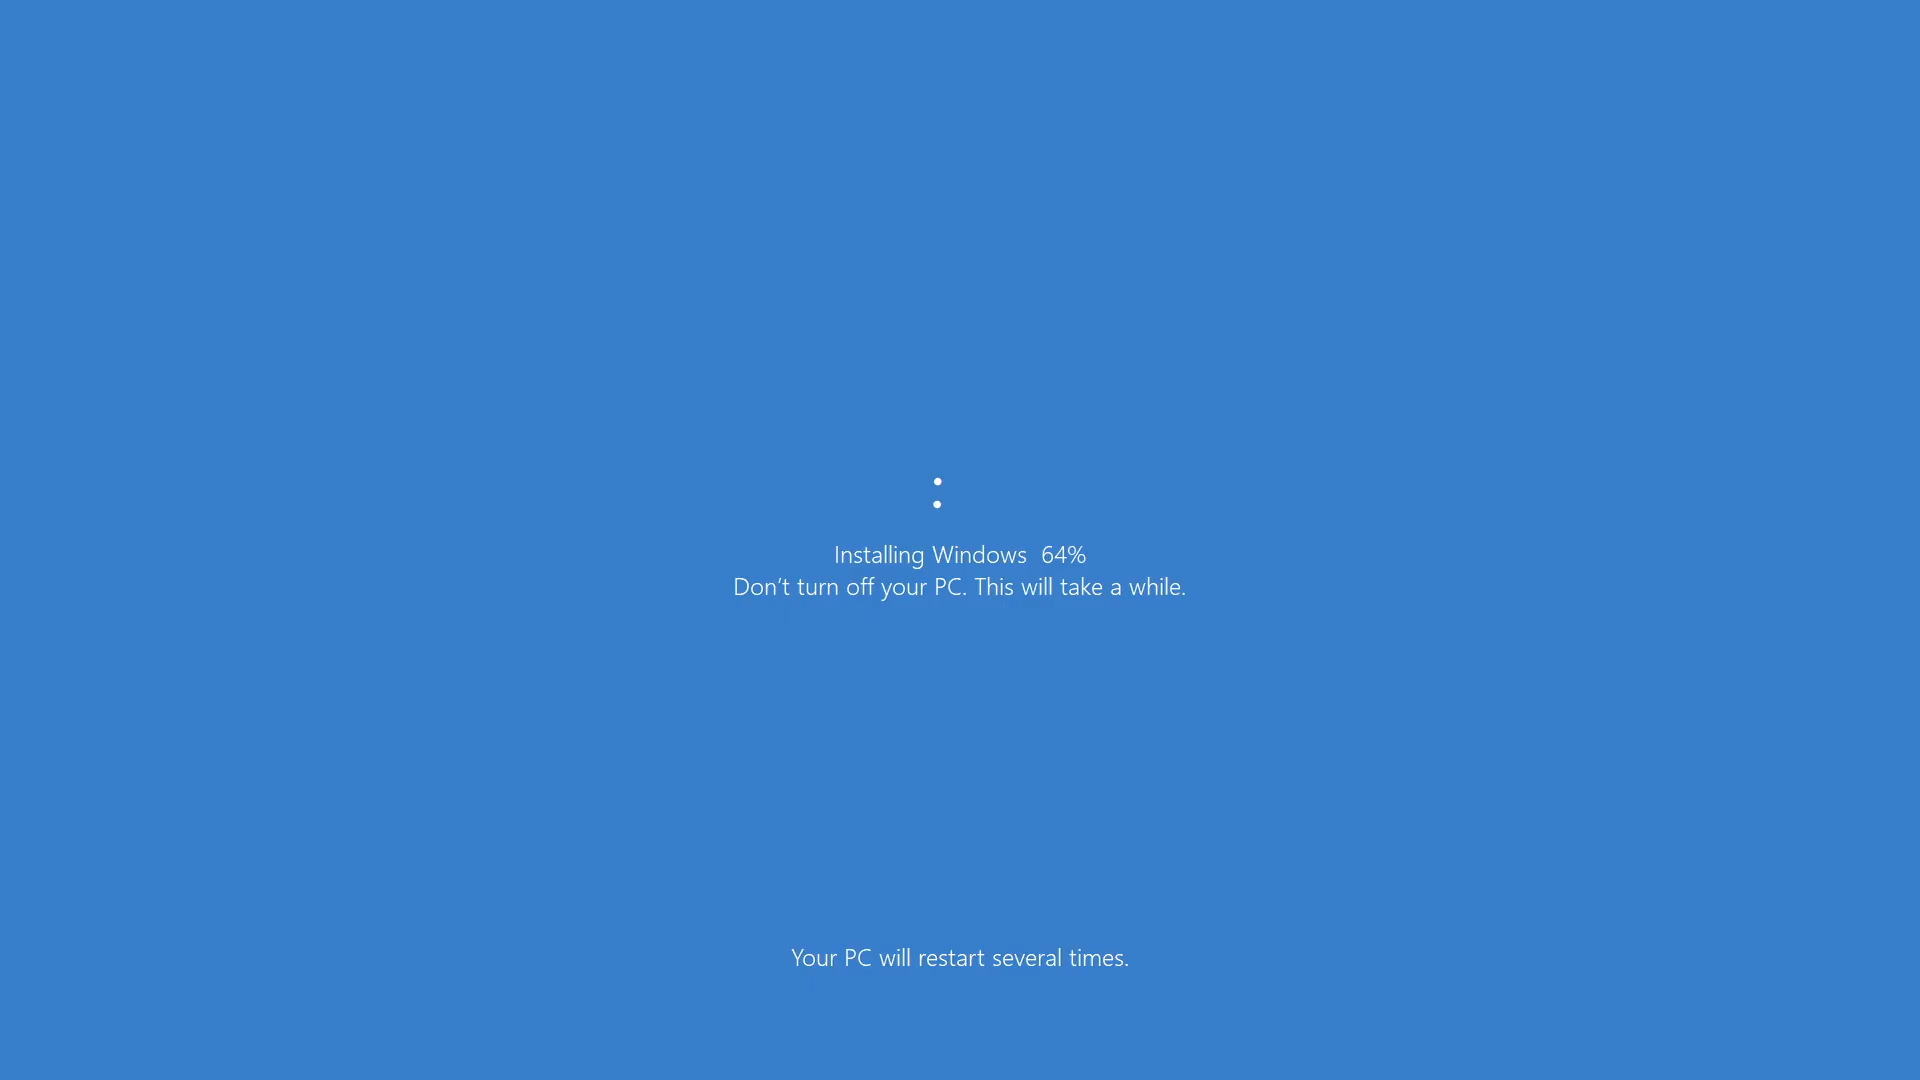 Installing Windows  64%
Don’t turn off your PC. This will take a while.
Your PC will restart several times.